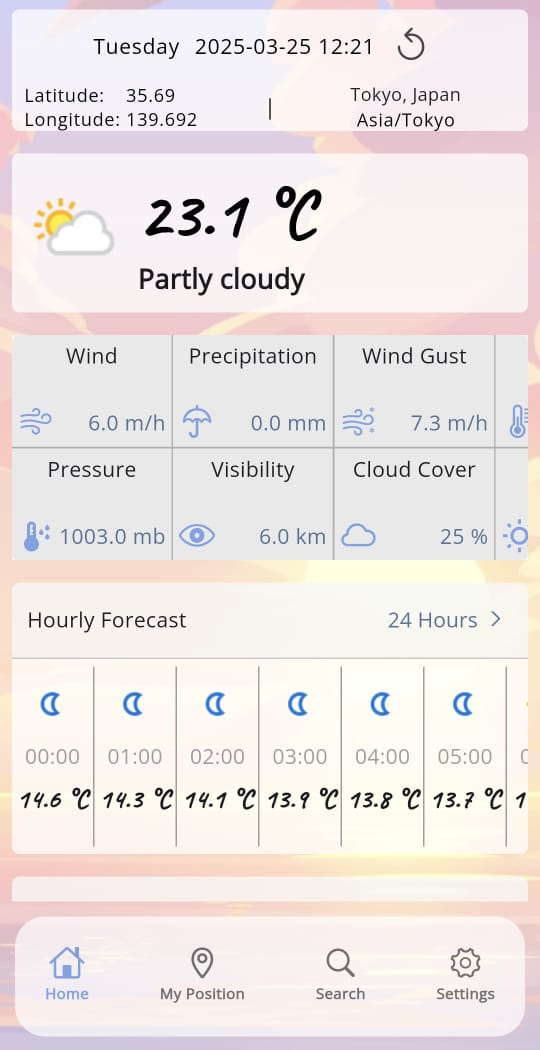 Tuesday 2025-03-25 12:21
Latitude: 35.69
Longitude: 139.692
|
Tokyo, Japan
Asia/Tokyo
23.1 ℃
Partly cloudy
Wind Precipitation Wind Gust
6.0 m/h 0.0 mm 7.3 m/h
Pressure Visibility Cloud Cover
1003.0 mb 6.0 km 25 %
Hourly Forecast 24 Hours >
00:00 01:00 02:00 03:00 04:00 05:00
14.6 ℃ 14.3 ℃ 14.1 ℃ 13.9 ℃ 13.8 ℃ 13.7 ℃
Home My Position Search Settings